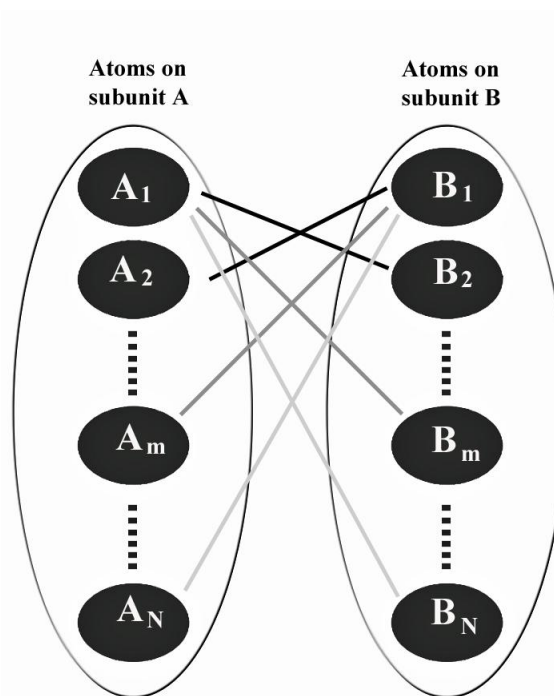 Atoms on
subunit A
Atoms on
subunit B
A1
B1
A2
B2
Am
Bm
AN
BN